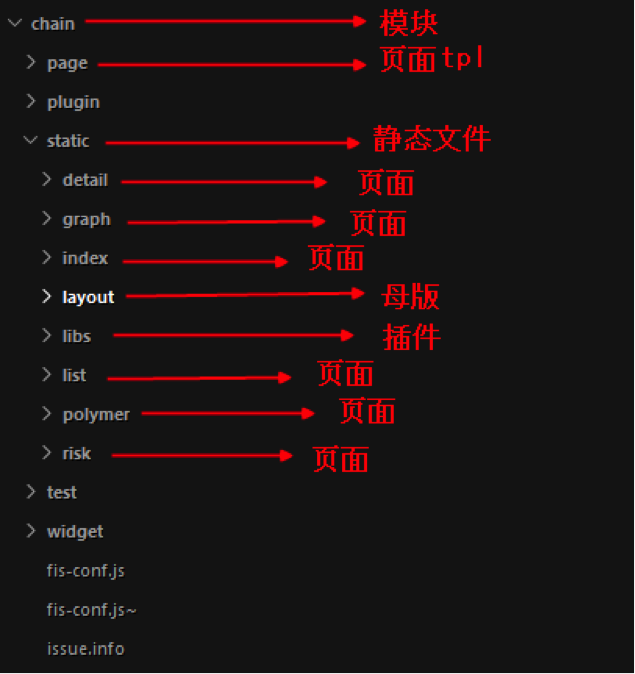 chain 模块
page 页面tpl
plugin
static 静态文件
detail 页面
graph 页面
index 页面
layout 母版
libs 插件
list 页面
polymer 页面
risk 页面
test
widget
fis-conf.js
fis-conf.js~
issue.info